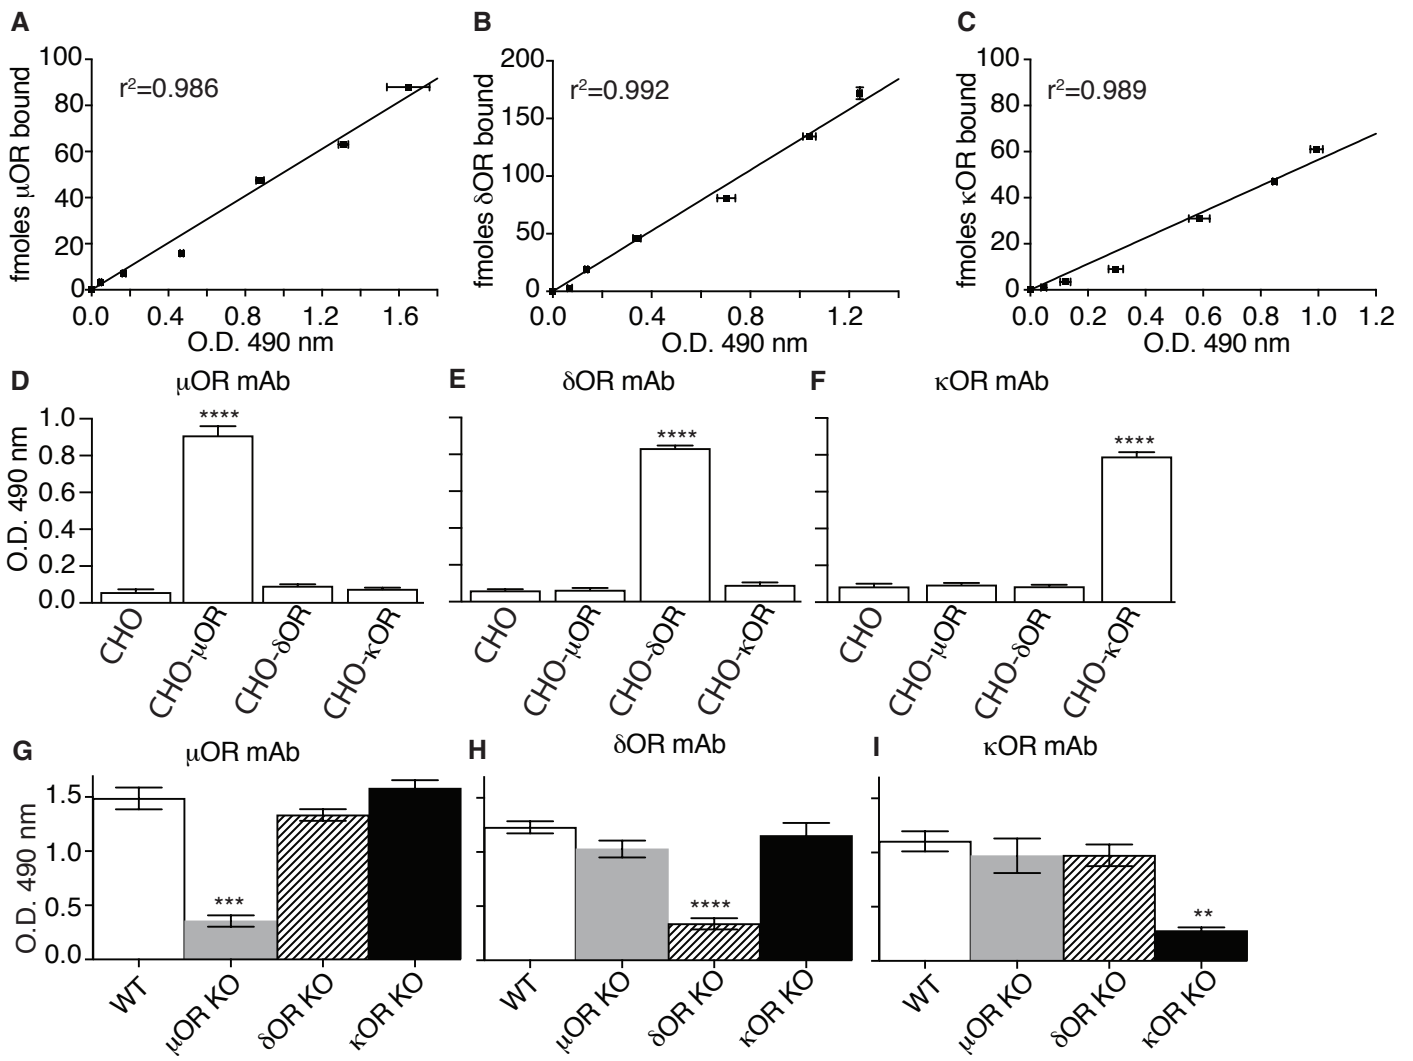 A
B
C
100
80
60
40
20
0
fmoles μOR bound
r²=0.986
0.0 0.4 0.8 1.2 1.6
O.D. 490 nm
200
150
100
50
0
fmoles δOR bound
r²=0.992
0.0 0.4 0.8 1.2
O.D. 490 nm
100
80
60
40
20
0
fmoles κOR bound
r²=0.989
0.0 0.2 0.4 0.6 0.8 1.0 1.2
O.D. 490 nm
D
μOR mAb
1.0
0.8
0.6
0.4
0.2
0.0
O.D. 490 nm
****
CHO
CHO-μOR
CHO-δOR
CHO-κOR
E
δOR mAb
****
CHO
CHO-μOR
CHO-δOR
CHO-κOR
F
κOR mAb
****
CHO
CHO-μOR
CHO-δOR
CHO-κOR
G
μOR mAb
1.5
1.0
0.5
0.0
O.D. 490 nm
***
WT
μOR KO
δOR KO
κOR KO
H
δOR mAb
****
WT
μOR KO
δOR KO
κOR KO
I
κOR mAb
**
WT
μOR KO
δOR KO
κOR KO